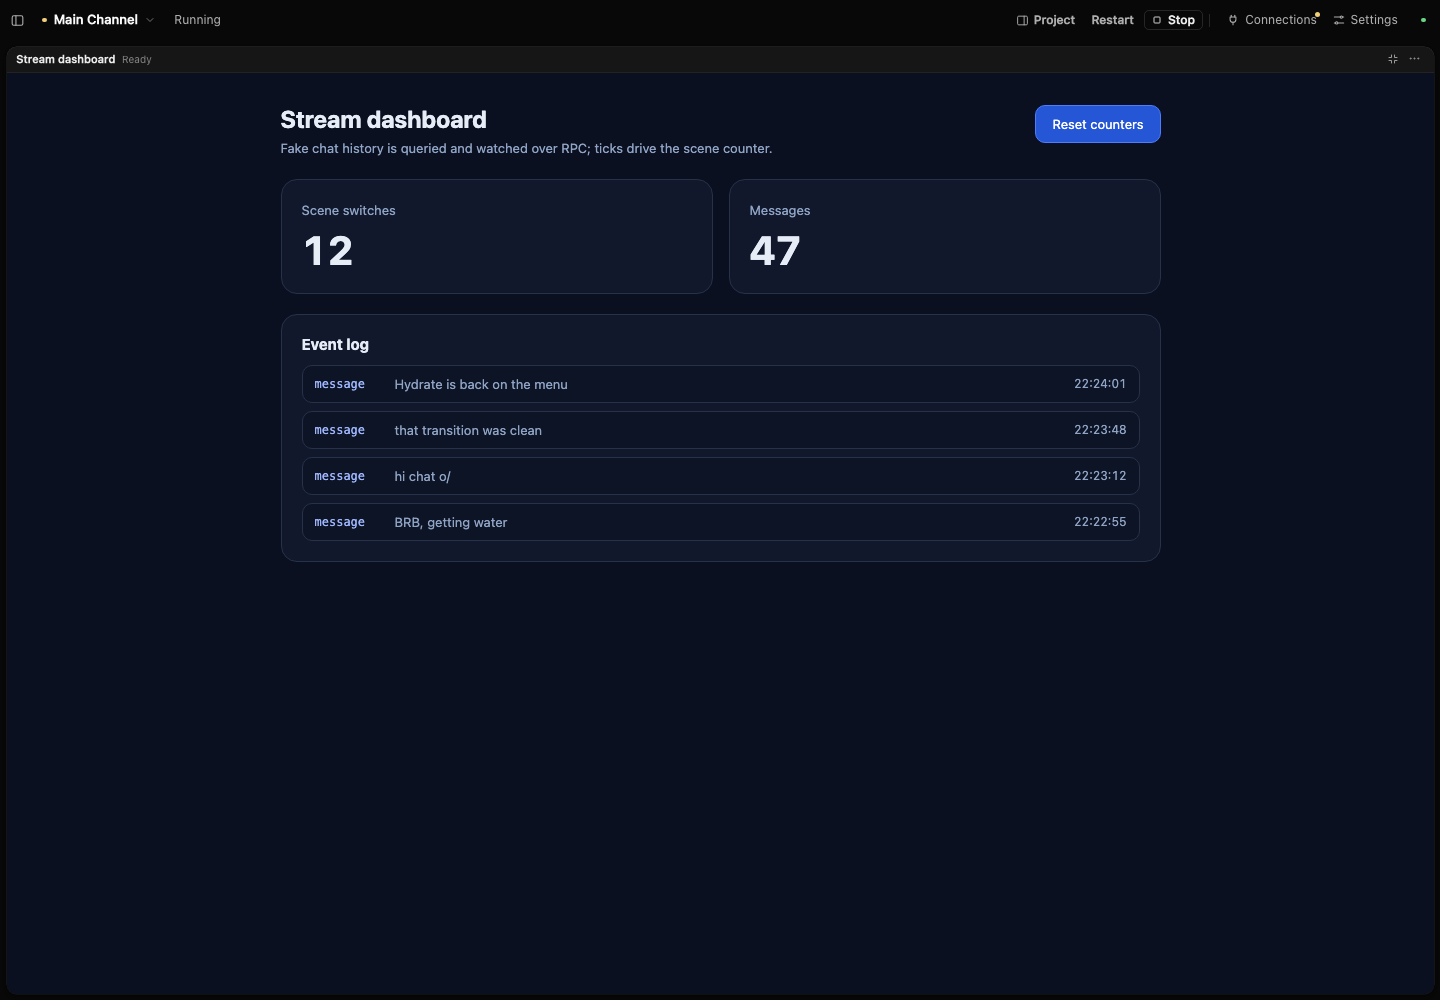 Main Channel
Running
Project
Restart
Stop
Connections
Settings
Stream dashboard
Ready
Stream dashboard
Fake chat history is queried and watched over RPC; ticks drive the scene counter.
Reset counters
Scene switches
12
Messages
47
Event log
message Hydrate is back on the menu 22:24:01
message that transition was clean 22:23:48
message hi chat o/ 22:23:12
message BRB, getting water 22:22:55